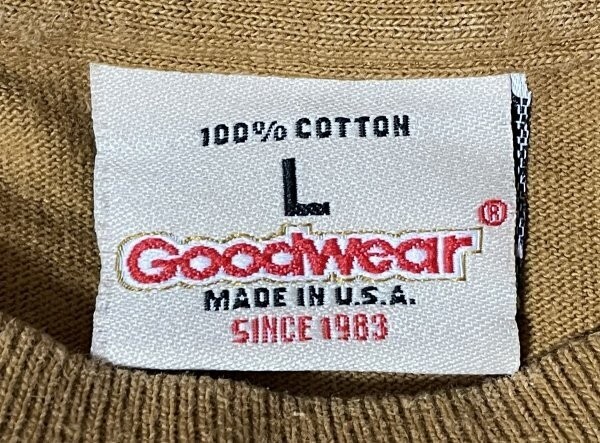 100% COTTON
L
Goodwear®
MADE IN U.S.A.
SINCE 1983